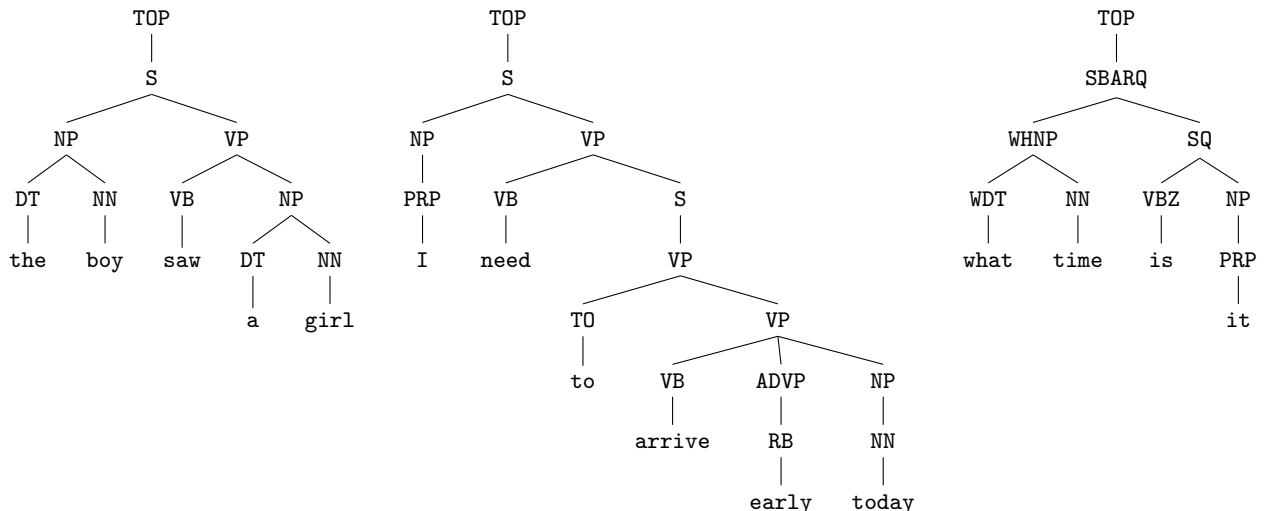 TOP TOP TOP
S S SBARQ
NP VP NP VP WHNP SQ
DT NN VB NP PRP VB S WDT NN VBZ NP
the boy saw DT NN I need VP what time is PRP
a girl TO VP it
to VB ADVP NP
arrive RB NN
early today